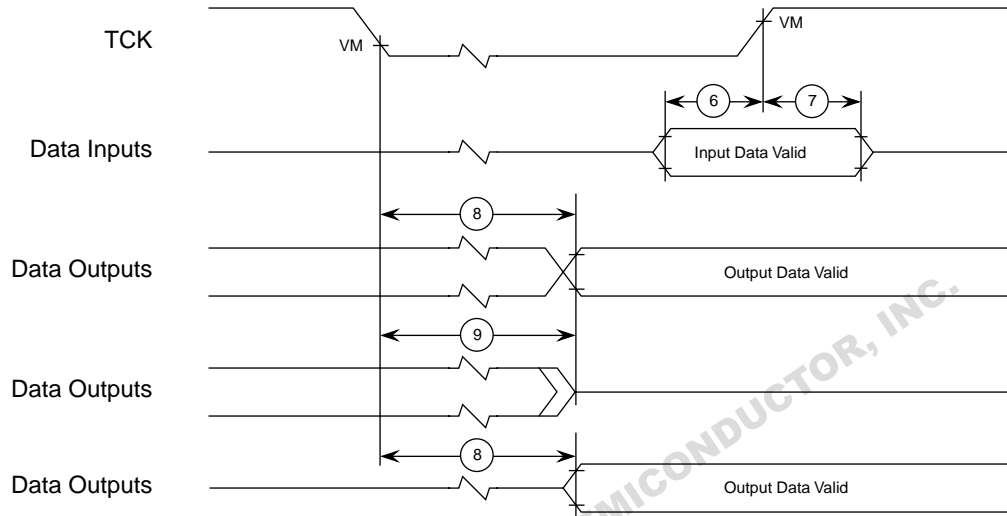 TCK
VM
VM
6
7
Data Inputs
Input Data Valid
8
Data Outputs
Output Data Valid
9
Data Outputs
8
Data Outputs
Output Data Valid
EMICONDUCTOR, INC.